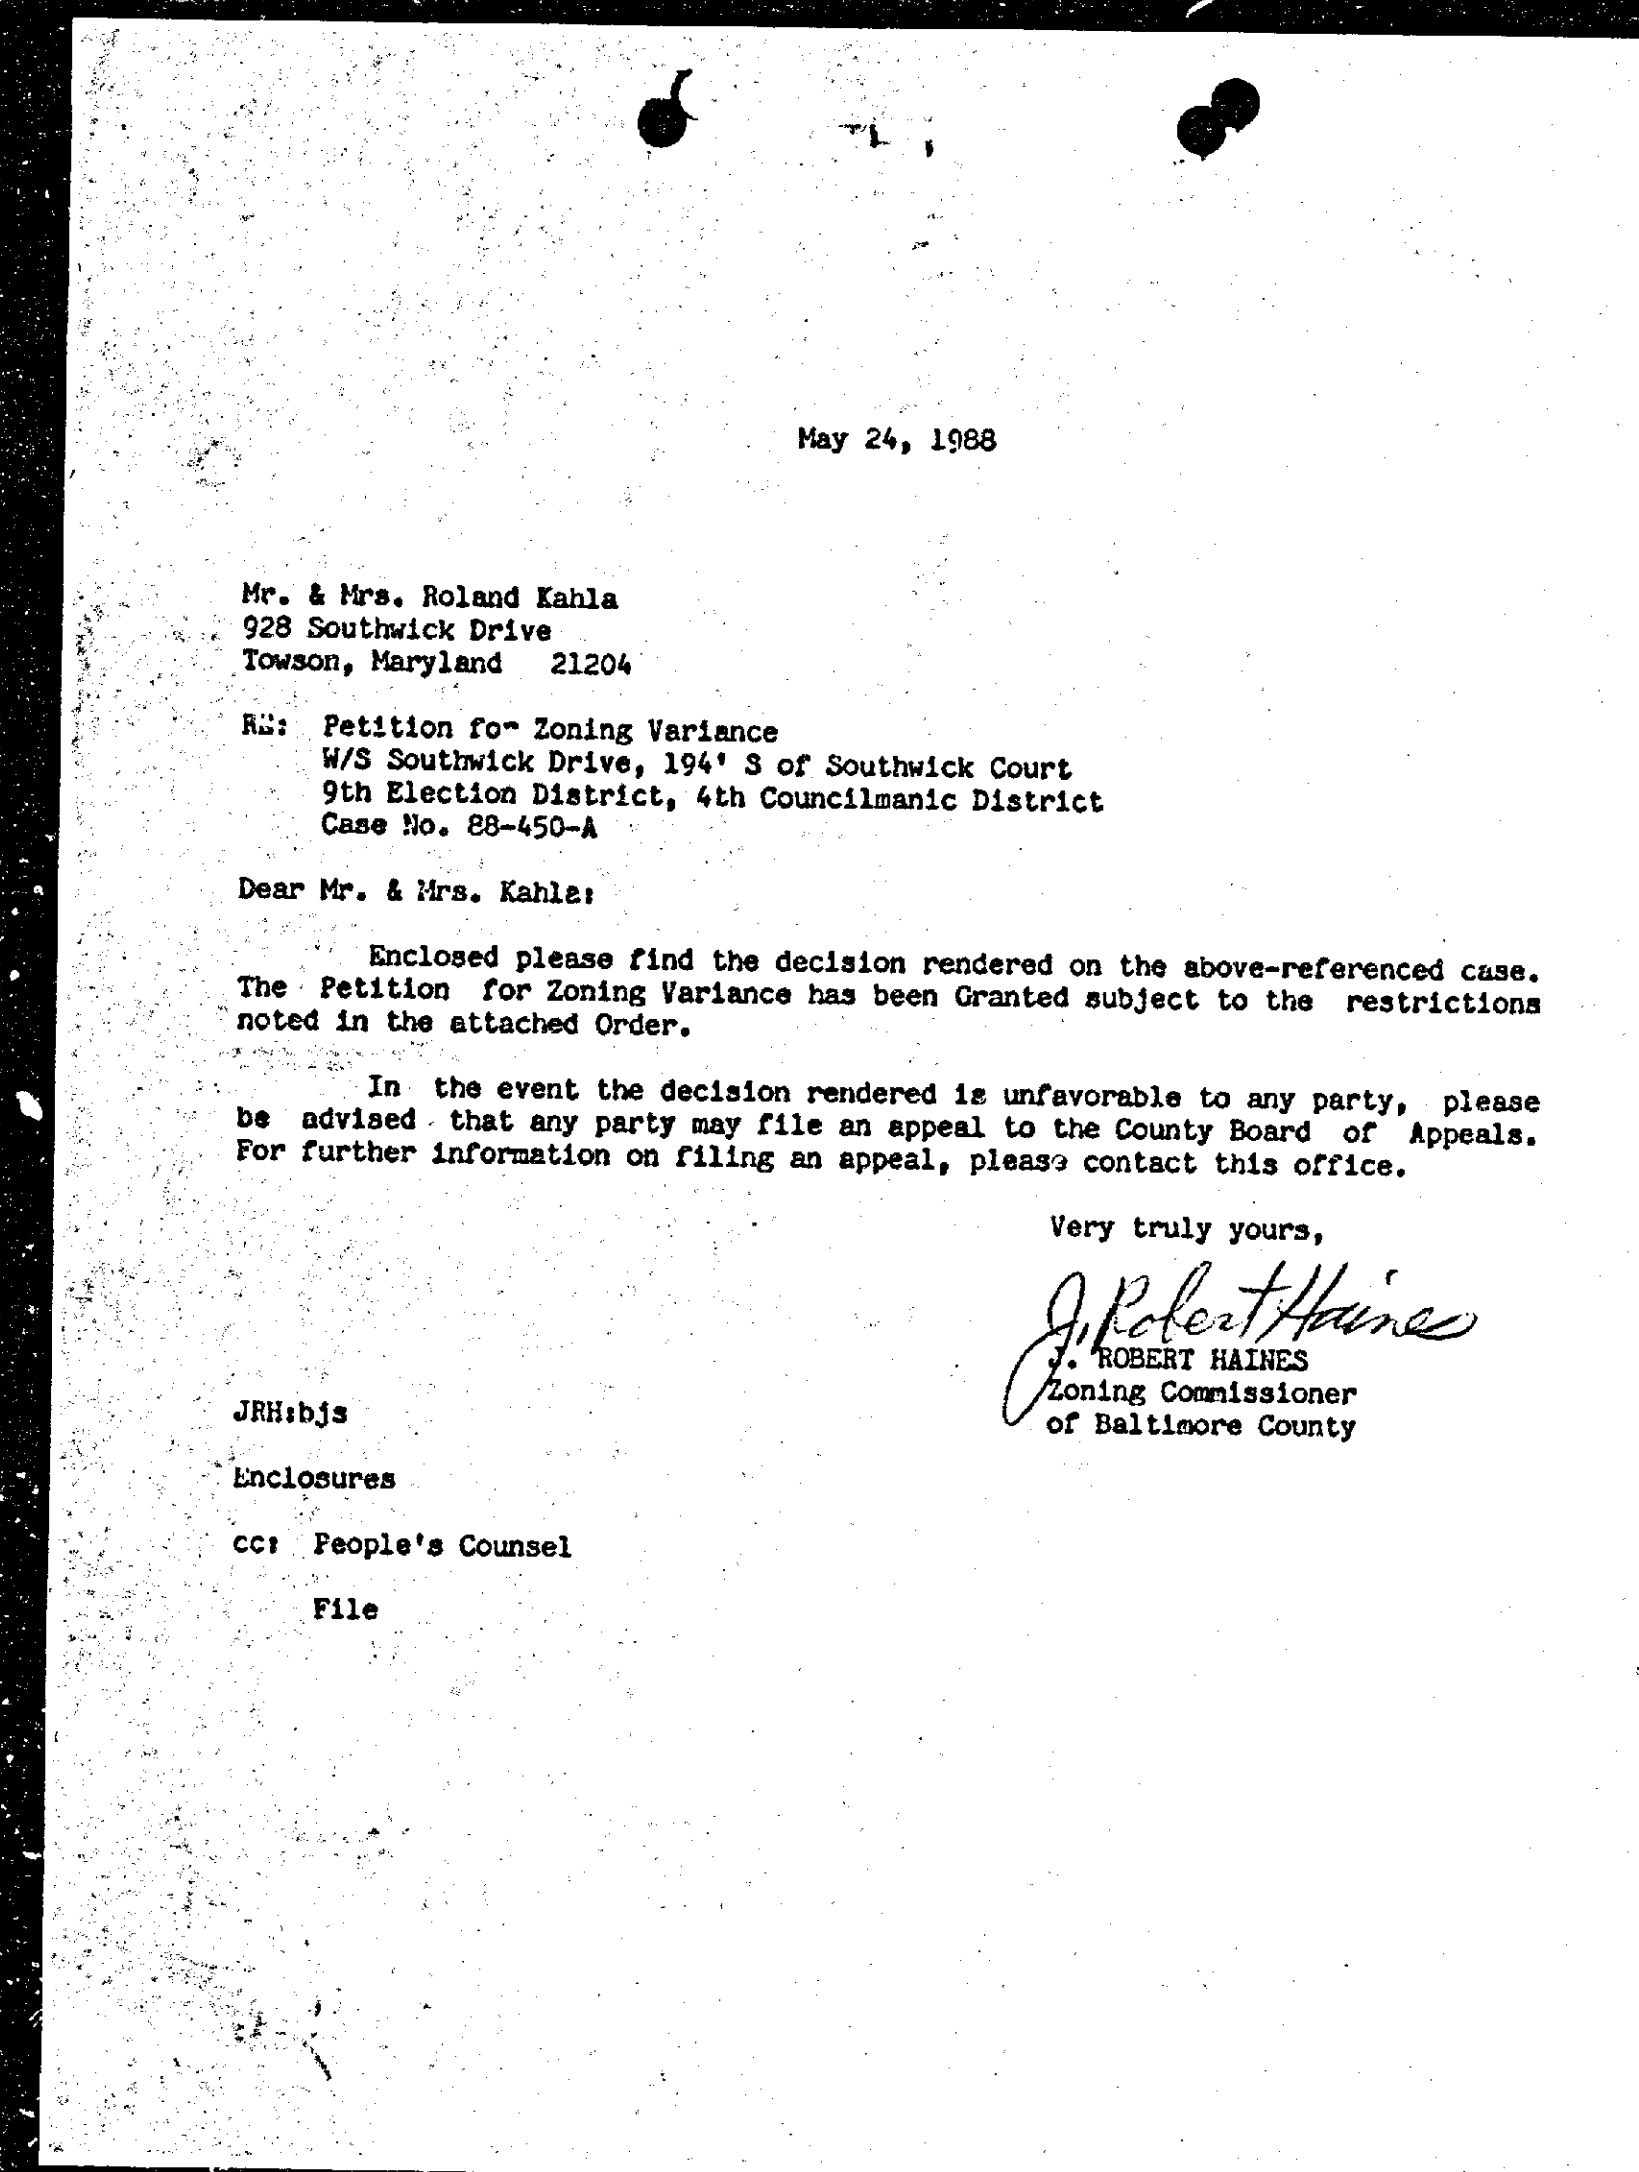 May 24, 1988
Mr. & Mrs. Roland Kahla
928 Southwick Drive
Towson, Maryland 21204
RE: Petition for Zoning Variance
W/S Southwick Drive, 194' S of Southwick Court
9th Election District, 4th Councilmanic District
Case No. 88-450-A
Dear Mr. & Mrs. Kahla:
Enclosed please find the decision rendered on the above-referenced case.
The Petition for Zoning Variance has been Granted subject to the restrictions
noted in the attached Order.
In the event the decision rendered is unfavorable to any party, please
be advised that any party may file an appeal to the County Board of Appeals.
For further information on filing an appeal, please contact this office.
Very truly yours,
J. Robert Haines
J. ROBERT HAINES
Zoning Commissioner
of Baltimore County
JRH:bjs
Enclosures
cc: People's Counsel
File